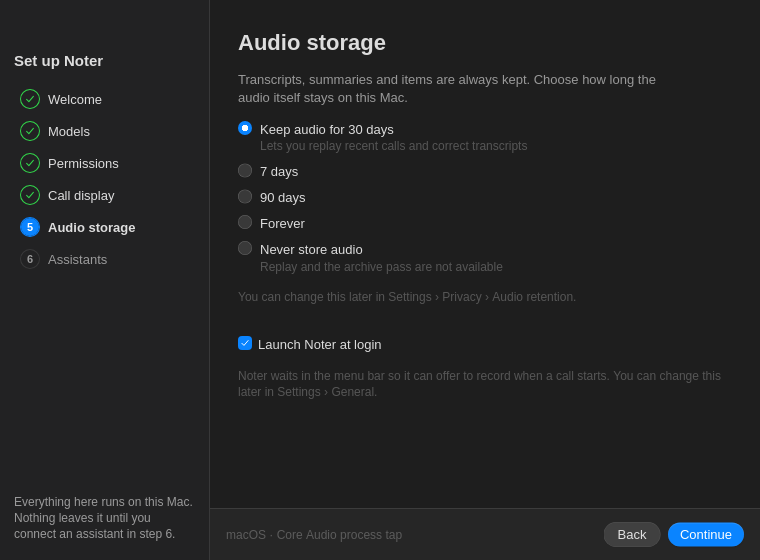 Set up Noter
Welcome
Models
Permissions
Call display
5 Audio storage
6 Assistants
Everything here runs on this Mac.
Nothing leaves it until you
connect an assistant in step 6.
Audio storage
Transcripts, summaries and items are always kept. Choose how long the
audio itself stays on this Mac.
Keep audio for 30 days
Lets you replay recent calls and correct transcripts
7 days
90 days
Forever
Never store audio
Replay and the archive pass are not available
You can change this later in Settings › Privacy › Audio retention.
Launch Noter at login
Noter waits in the menu bar so it can offer to record when a call starts. You can change this
later in Settings › General.
macOS · Core Audio process tap
Back
Continue